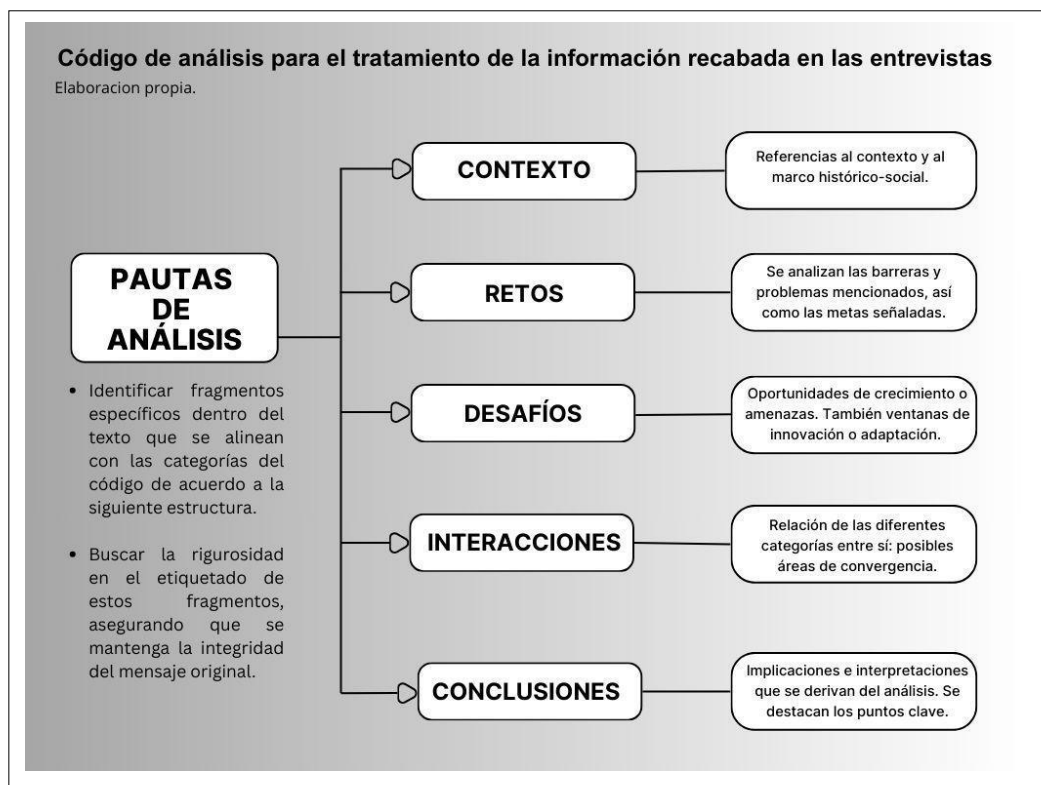 Código de análisis para el tratamiento de la información recabada en las entrevistas
Elaboracion propia.
PAUTAS
DE
ANÁLISIS
• Identificar fragmentos
específicos dentro del
texto que se alinean
con las categorías del
código de acuerdo a la
siguiente estructura.
• Buscar la rigurosidad
en el etiquetado de
estos fragmentos,
asegurando que se
mantenga la integridad
del mensaje original.
CONTEXTO
Referencias al contexto y al
marco histórico-social.
RETOS
Se analizan las barreras y
problemas mencionados, así
como las metas señaladas.
DESAFÍOS
Oportunidades de crecimiento o
amenazas. También ventanas de
innovación o adaptación.
INTERACCIONES
Relación de las diferentes
categorías entre sí: posibles
áreas de convergencia.
CONCLUSIONES
Implicaciones e interpretaciones
que se derivan del análisis. Se
destacan los puntos clave.